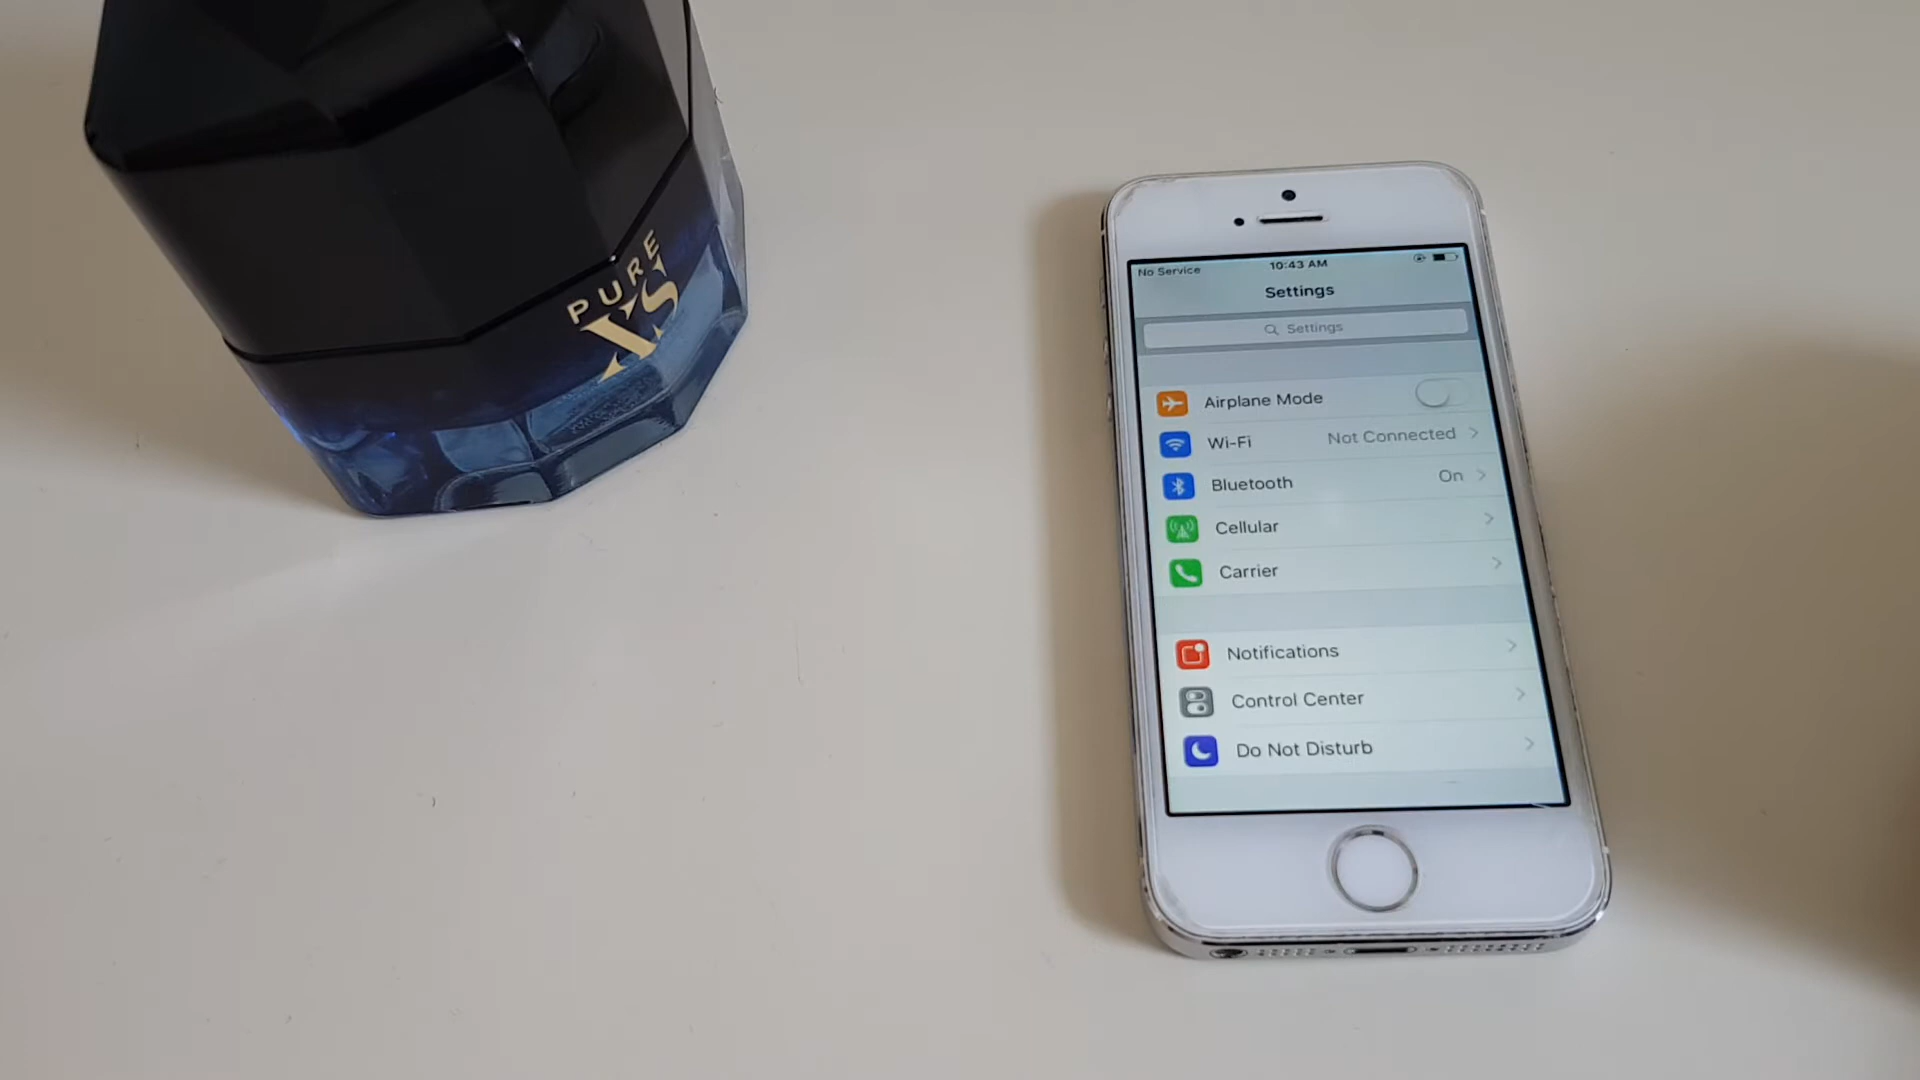 PURE
XS
No Service
10:43 AM
Settings
Settings
Airplane Mode
Wi-Fi
Not Connected
Bluetooth
On
Cellular
Carrier
Notifications
Control Center
Do Not Disturb